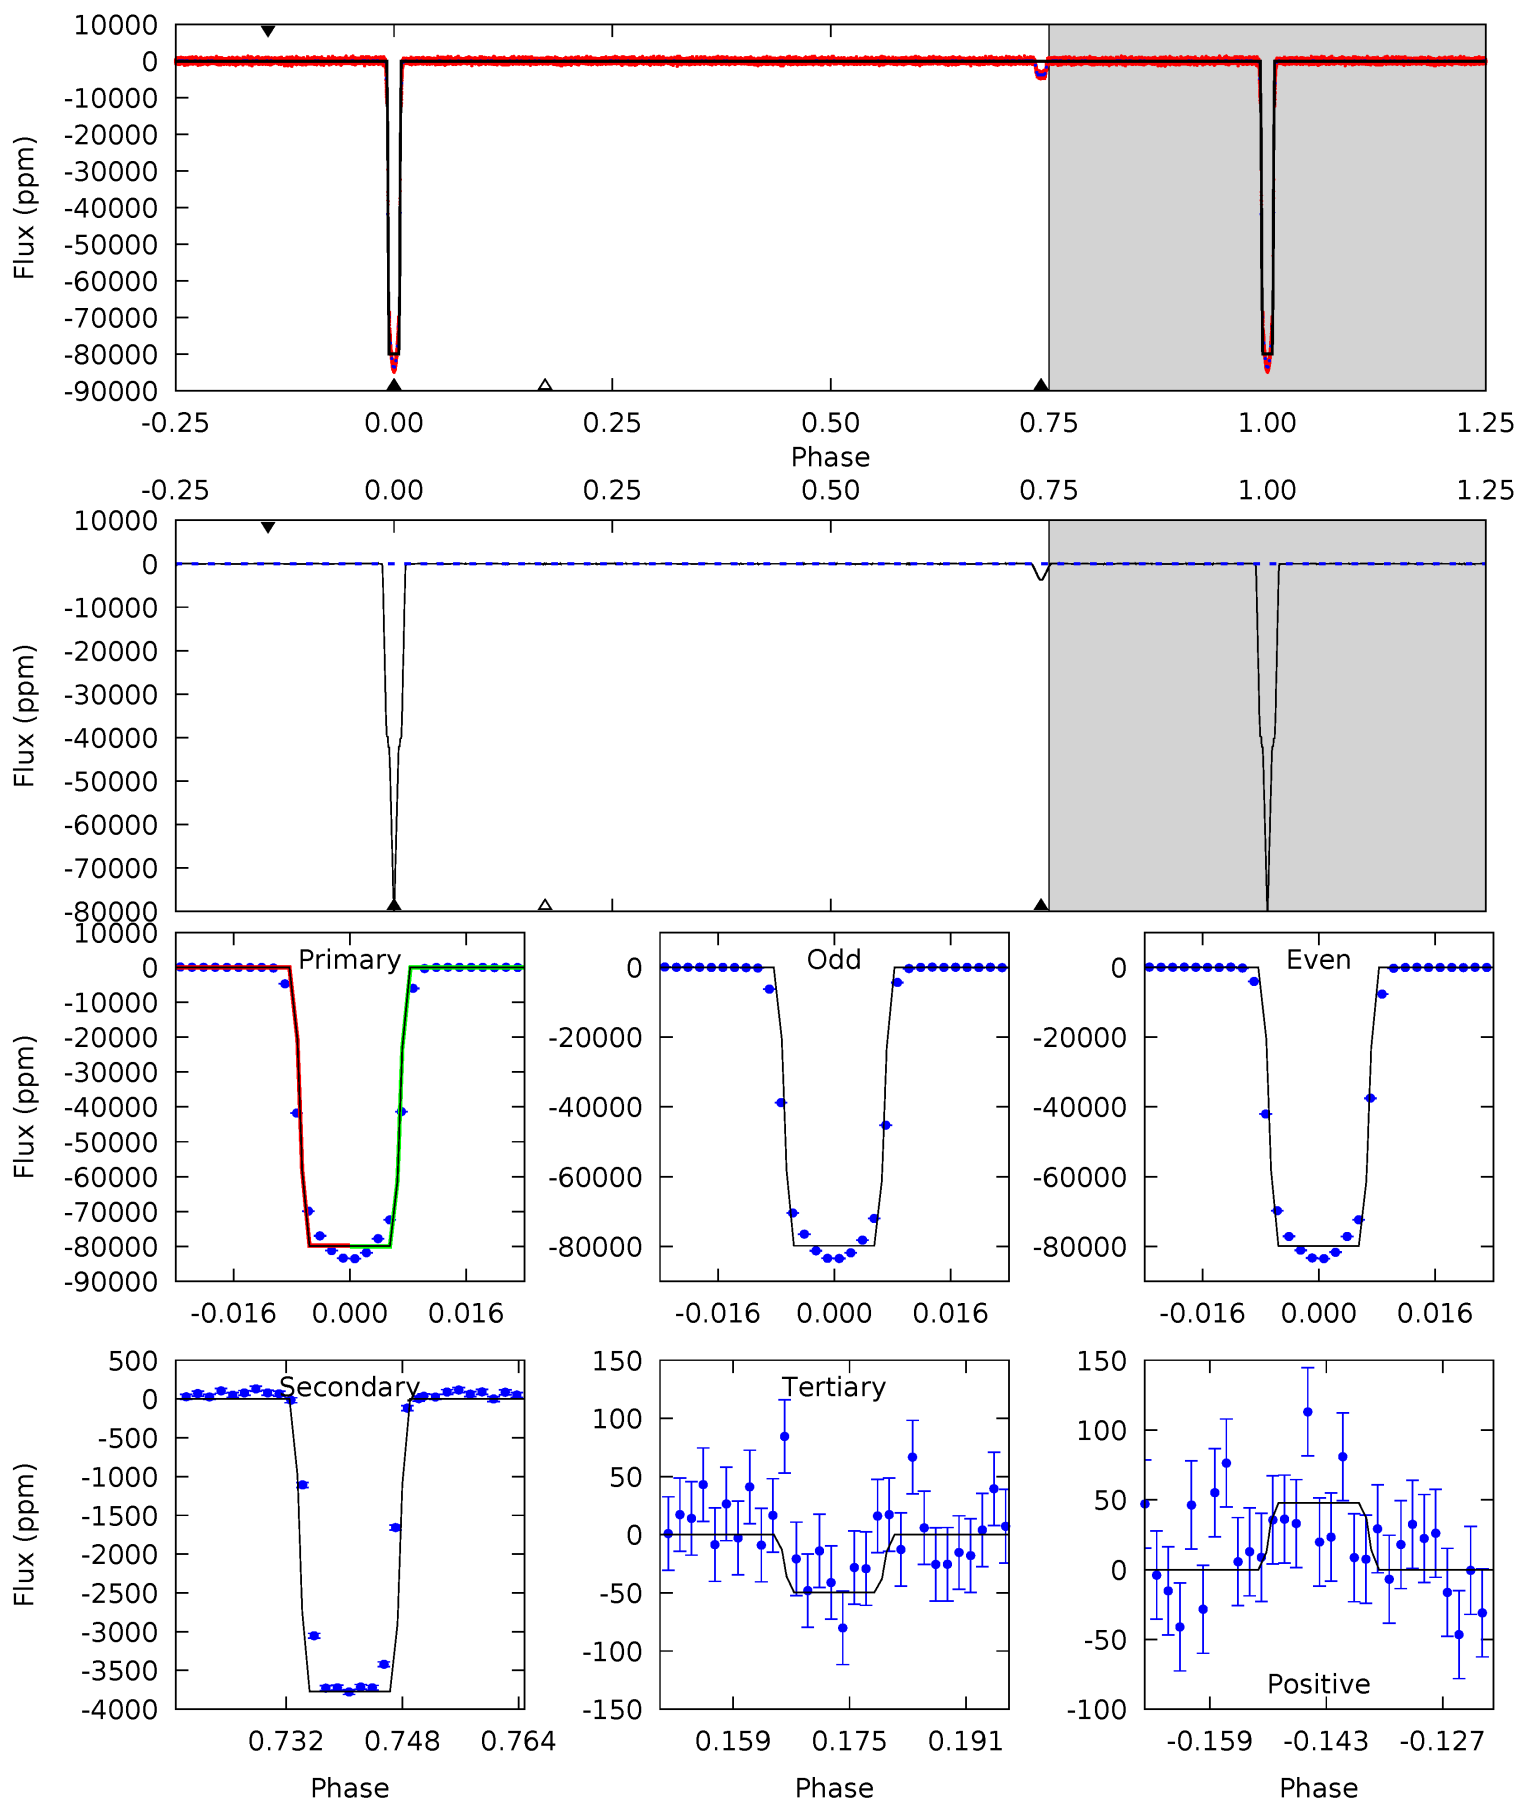 10000
0
-10000
-20000
-30000
-40000
-50000
-60000
-70000
-80000
-90000
Flux (ppm)
-0.25 0.00 0.25 0.50 0.75 1.00 1.25
Phase
-0.25 0.00 0.25 0.50 0.75 1.00 1.25
10000
0
-10000
-20000
-30000
-40000
-50000
-60000
-70000
-80000
Flux (ppm)
10000
0
-10000
-20000
-30000
-40000
-50000
-60000
-70000
-80000
-90000
Flux (ppm)
Primary
-0.016 0.000 0.016
0
-20000
-40000
-60000
-80000
Odd
-0.016 0.000 0.016
0
-20000
-40000
-60000
-80000
Even
-0.016 0.000 0.016
500
0
-500
-1000
-1500
-2000
-2500
-3000
-3500
-4000
Flux (ppm)
Secondary
0.732 0.748 0.764
Phase
150
100
50
0
-50
-100
-150
Tertiary
0.159 0.175 0.191
Phase
150
100
50
0
-50
-100
Positive
-0.159 -0.143 -0.127
Phase